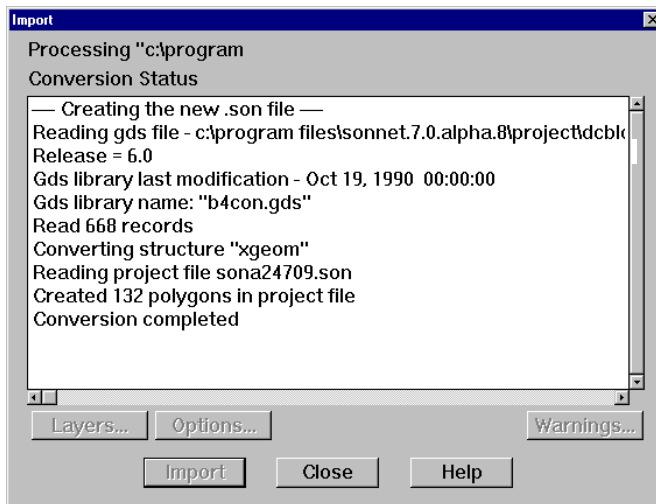 Import
Processing "c:\program
Conversion Status
── Creating the new .son file ──
Reading gds file - c:\program files\sonnet.7.0.alpha.8\project\dcblo
Release = 6.0
Gds library last modification - Oct 19, 1990  00:00:00
Gds library name: "b4con.gds"
Read 668 records
Converting structure "xgeom"
Reading project file sona24709.son
Created 132 polygons in project file
Conversion completed
Layers... Options... Warnings...
Import Close Help